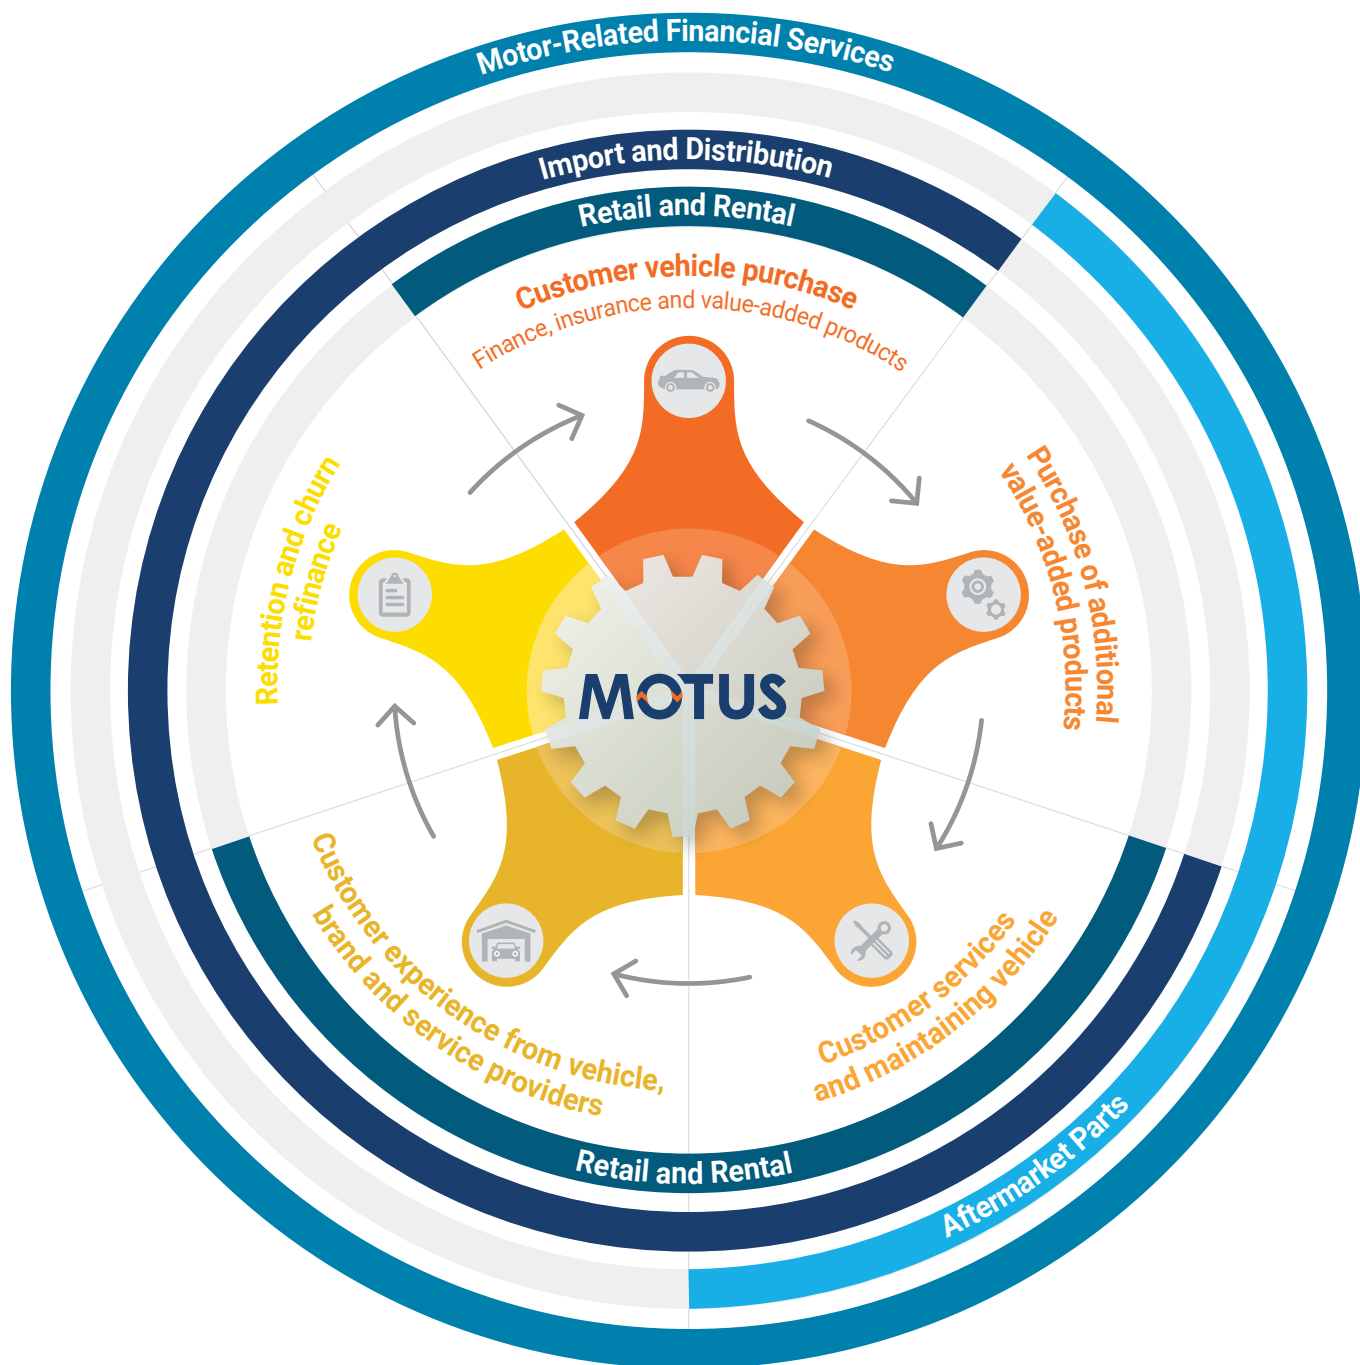 Motor-Related Financial Services
Import and Distribution
Retail and Rental
Customer vehicle purchase
Finance, insurance and value-added products
Purchase of additional
value-added products
Retention and churn
refinance
MOTUS
Customer services
and maintaining vehicle
Customer experience from vehicle,
brand and service providers
Aftermarket Parts
Retail and Rental